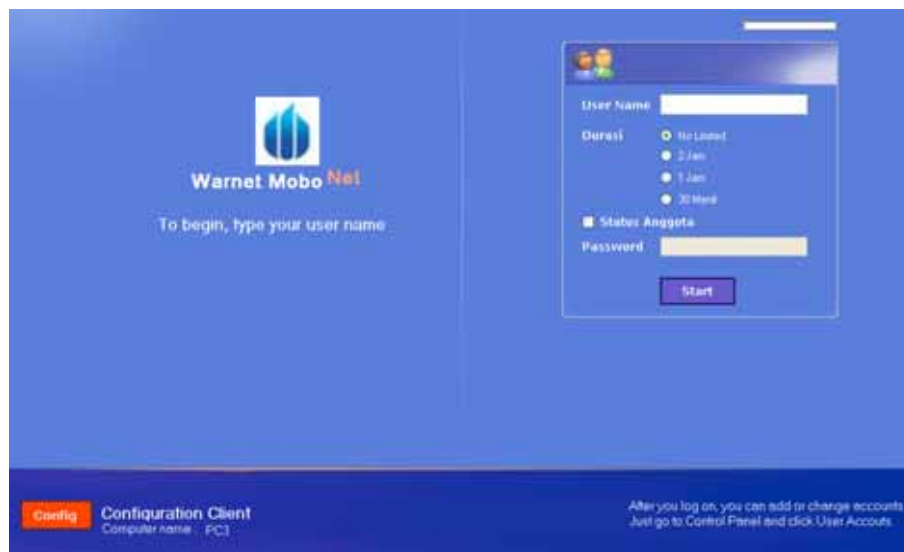 User Name
Durasi
No Limited
2 Jam
1 Jam
30 Menit
Status Anggota
Password
Start
Warnet Mobo Net
To begin, type your user name
Config
Configuration Client
Computer name : PC3
After you log on, you can add or change accounts
Just go to Control Panel and click User Accouts